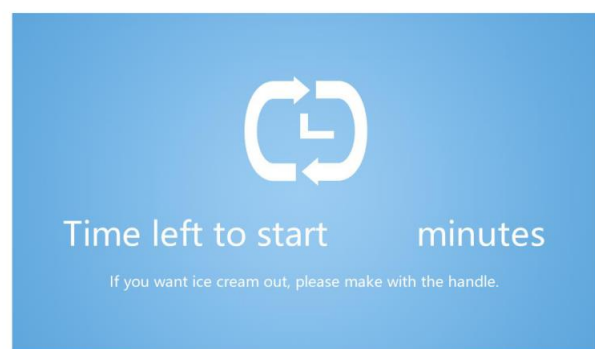 Time left to start minutes
If you want ice cream out, please make with the handle.